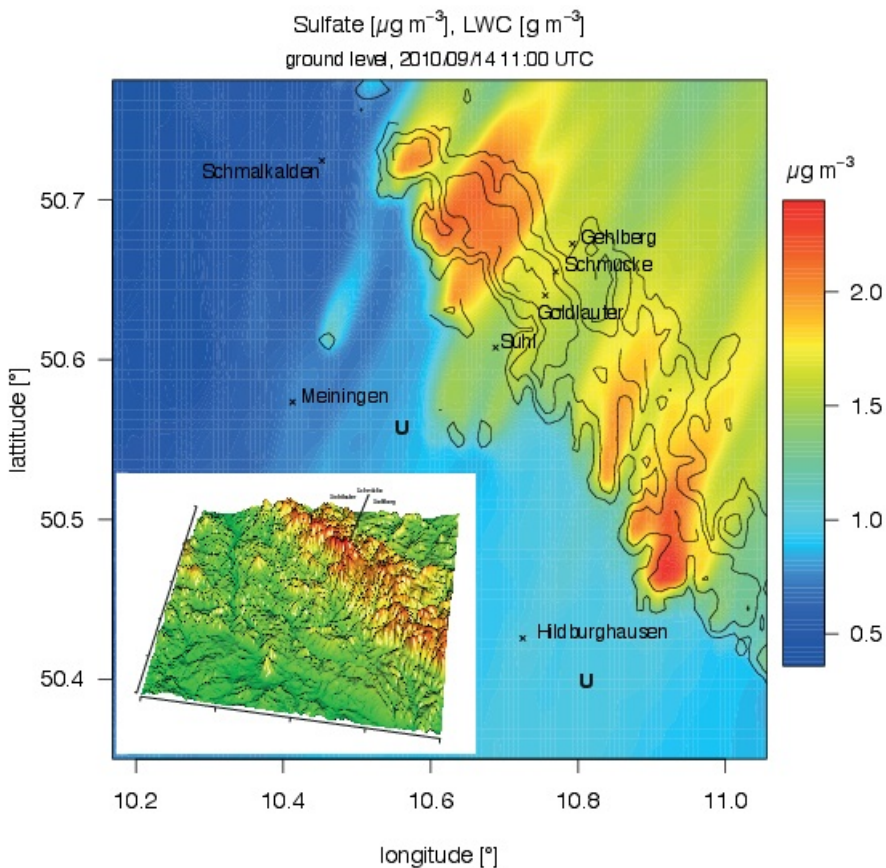 Sulfate [µg m⁻³], LWC [g m⁻³]
ground level, 2010/09/14 11:00 UTC
µg m⁻³
Schmalkalden
Gehlberg
Schmücke
Goldlauter
Suhl
Meiningen
U
Hildburghausen
U
50.7
50.6
50.5
50.4
lattitude [°]
10.2 10.4 10.6 10.8 11.0
longitude [°]
2.0
1.5
1.0
0.5